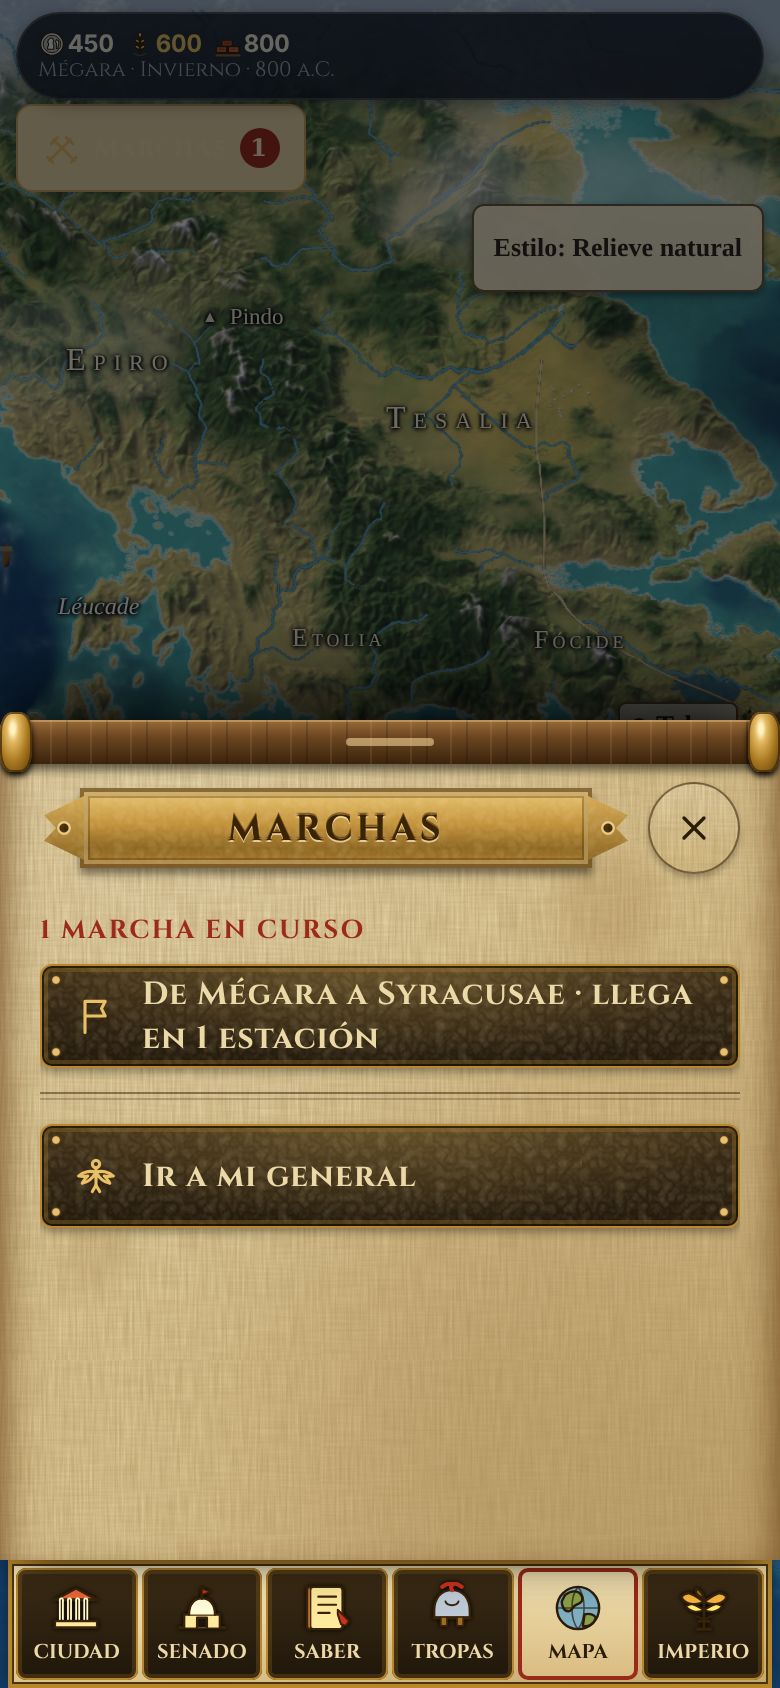 450 600 800
MÉGARA · INVIERNO · 800 A.C.
MARCHAS 1
Estilo: Relieve natural
Pindo
EPIRO
TESALIA
Léucade
ETOLIA
FÓCIDE
MARCHAS
1 MARCHA EN CURSO
DE MÉGARA A SYRACUSAE · LLEGA
EN 1 ESTACIÓN
IR A MI GENERAL
CIUDAD SENADO SABER TROPAS MAPA IMPERIO